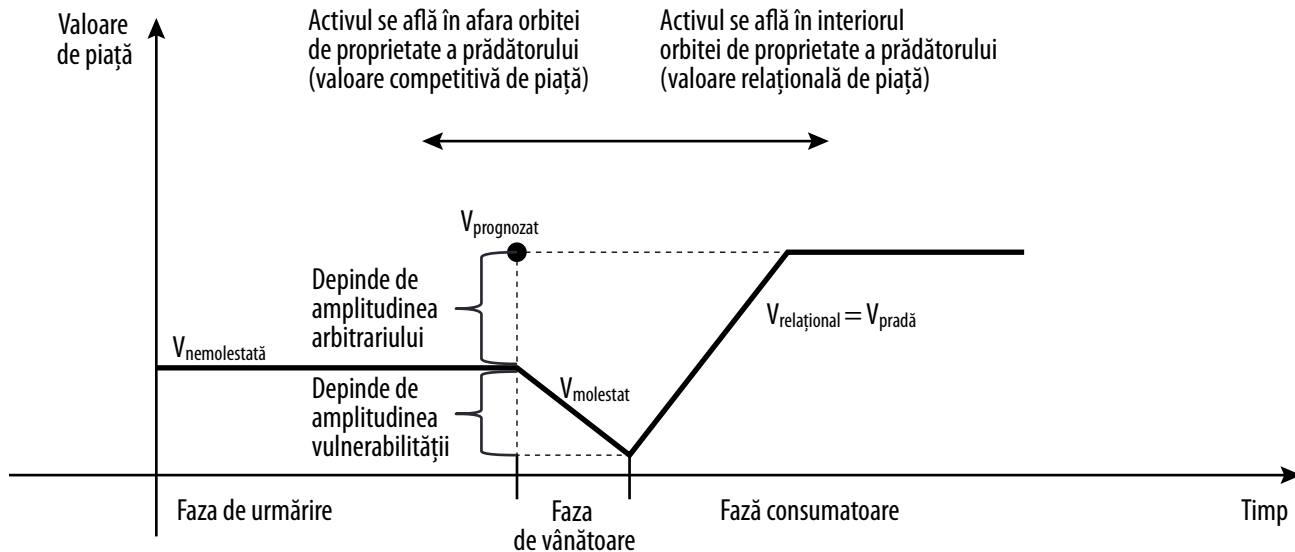 Valoare
de piață
Activul se află în afara orbitei
de proprietate a prădătorului
(valoare competitivă de piață)
Activul se află în interiorul
orbitei de proprietate a prădătorului
(valoare relațională de piață)
Vprognozat
Depinde de
amplitudinea
arbitrariului
Vrelațional = Vpradă
Vnemolestată
Depinde de
amplitudinea
vulnerabilității
Vmolestat
Faza de urmărire
Faza
de vânătoare
Fază consumatoare
Timp